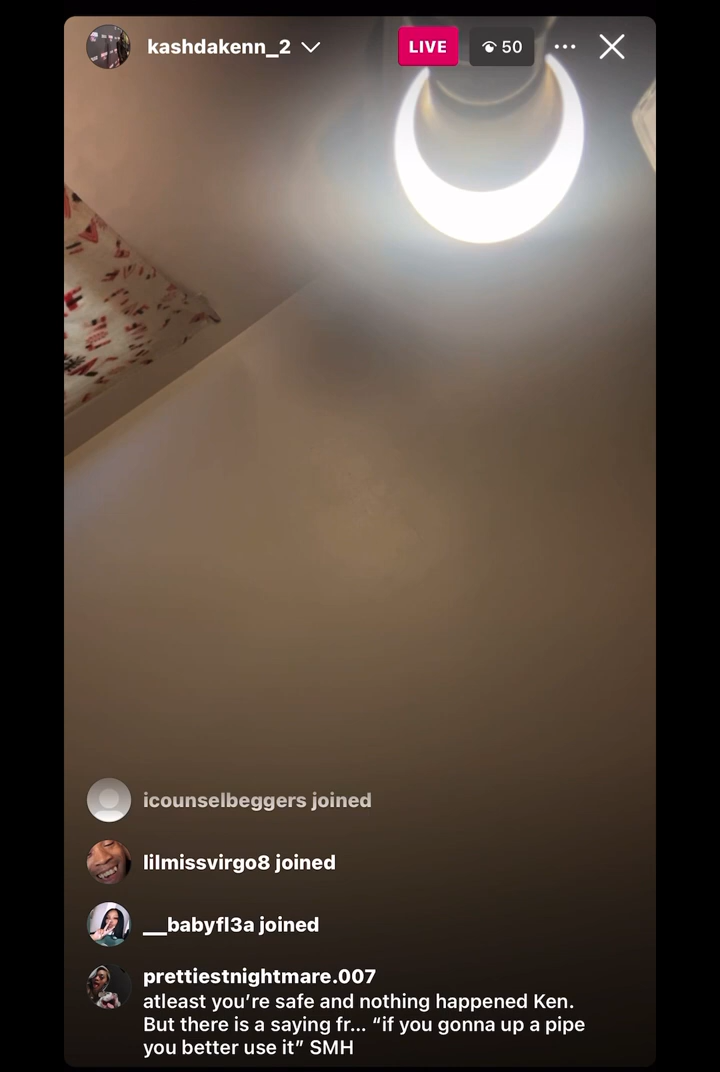 kashdakenn_2
LIVE
50
icounselbeggers joined
lilmissvirgo8 joined
__babyfl3a joined
prettiestnightmare.007
atleast you’re safe and nothing happened Ken.
But there is a saying fr... “if you gonna up a pipe
you better use it” SMH